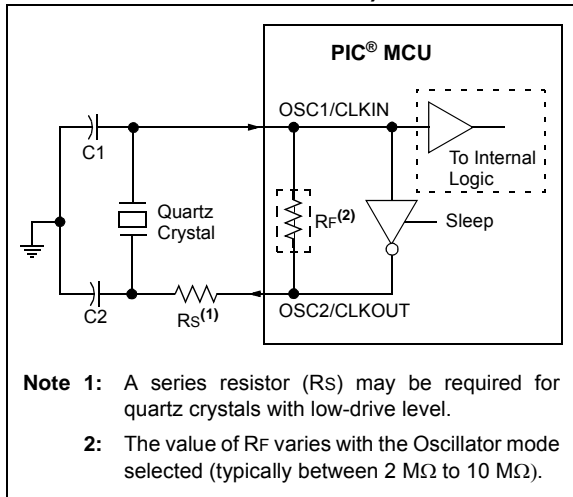 PIC® MCU
OSC1/CLKIN
C1
To Internal
Logic
Quartz
Crystal
RF(2)
Sleep
C2
RS(1)
OSC2/CLKOUT
Note 1: A series resistor (RS) may be required for
quartz crystals with low-drive level.
2: The value of RF varies with the Oscillator mode
selected (typically between 2 MΩ to 10 MΩ).